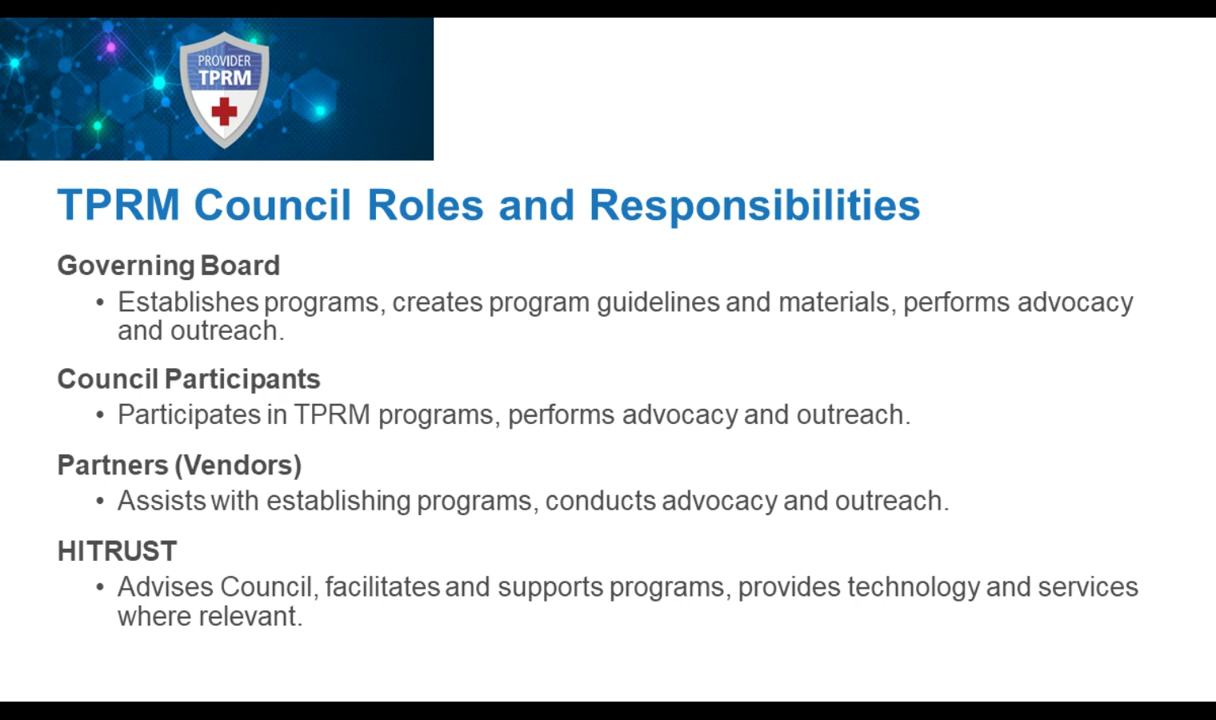 PROVIDER
TPRM
TPRM Council Roles and Responsibilities
Governing Board
• Establishes programs, creates program guidelines and materials, performs advocacy
and outreach.
Council Participants
• Participates in TPRM programs, performs advocacy and outreach.
Partners (Vendors)
• Assists with establishing programs, conducts advocacy and outreach.
HITRUST
• Advises Council, facilitates and supports programs, provides technology and services
where relevant.